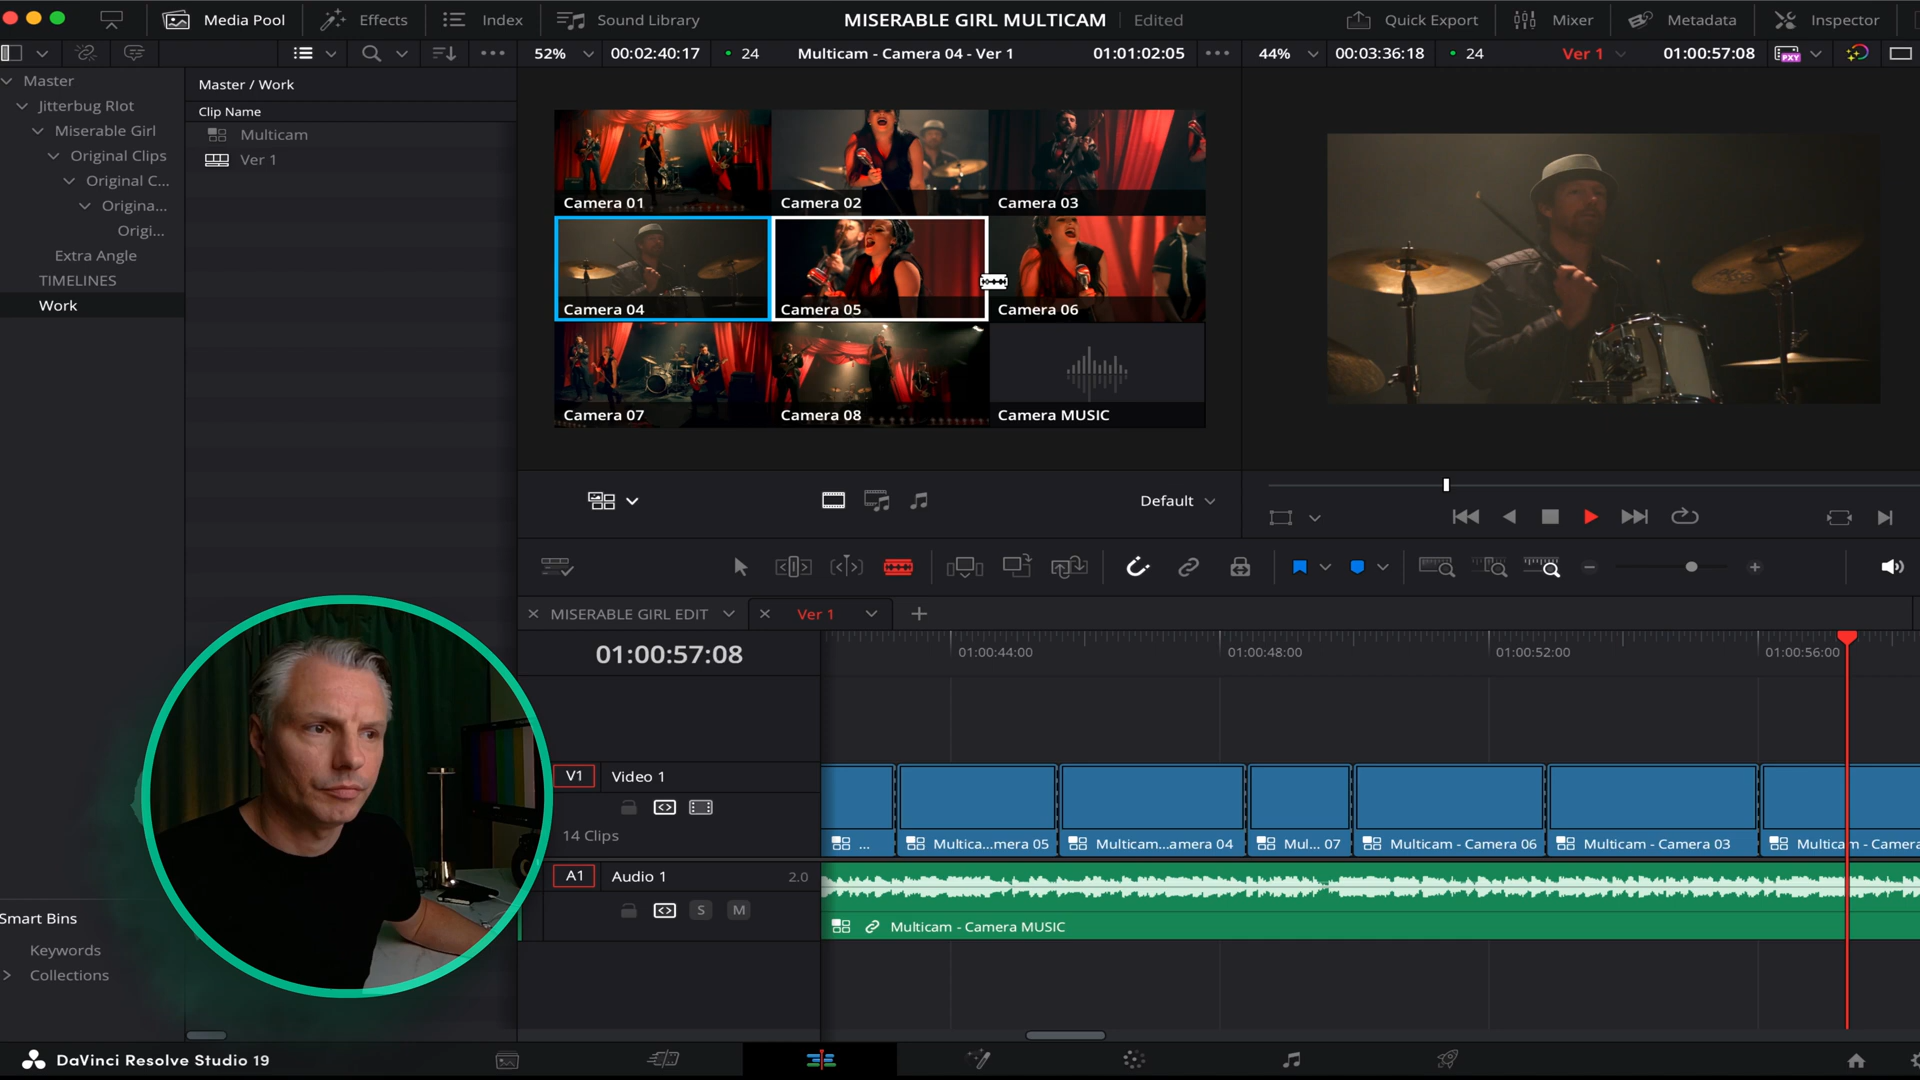 Media Pool
Effects
Index
Sound Library
MISERABLE GIRL MULTICAM
Edited
Quick Export
Mixer
Metadata
Inspector
52%
00:02:40:17
24
Multicam - Camera 04 - Ver 1
01:01:02:05
44%
00:03:36:18
24
Ver 1
01:00:57:08
PXY
Master
Jitterbug RIot
Miserable Girl
Original Clips
Original C...
Origina...
Origi...
Extra Angle
TIMELINES
Work
Master / Work
Clip Name
Multicam
Ver 1
Camera 01
Camera 02
Camera 03
Camera 04
Camera 05
Camera 06
Camera 07
Camera 08
Camera MUSIC
Default
MISERABLE GIRL EDIT
Ver 1
01:00:57:08
01:00:44:00
01:00:48:00
01:00:52:00
01:00:56:00
V1
Video 1
14 Clips
...
Multica...mera 05
Multicam...amera 04
Mul... 07
Multicam - Camera 06
Multicam - Camera 03
Multicam - Camera
A1
Audio 1
2.0
S
M
Multicam - Camera MUSIC
Smart Bins
Keywords
Collections
DaVinci Resolve Studio 19